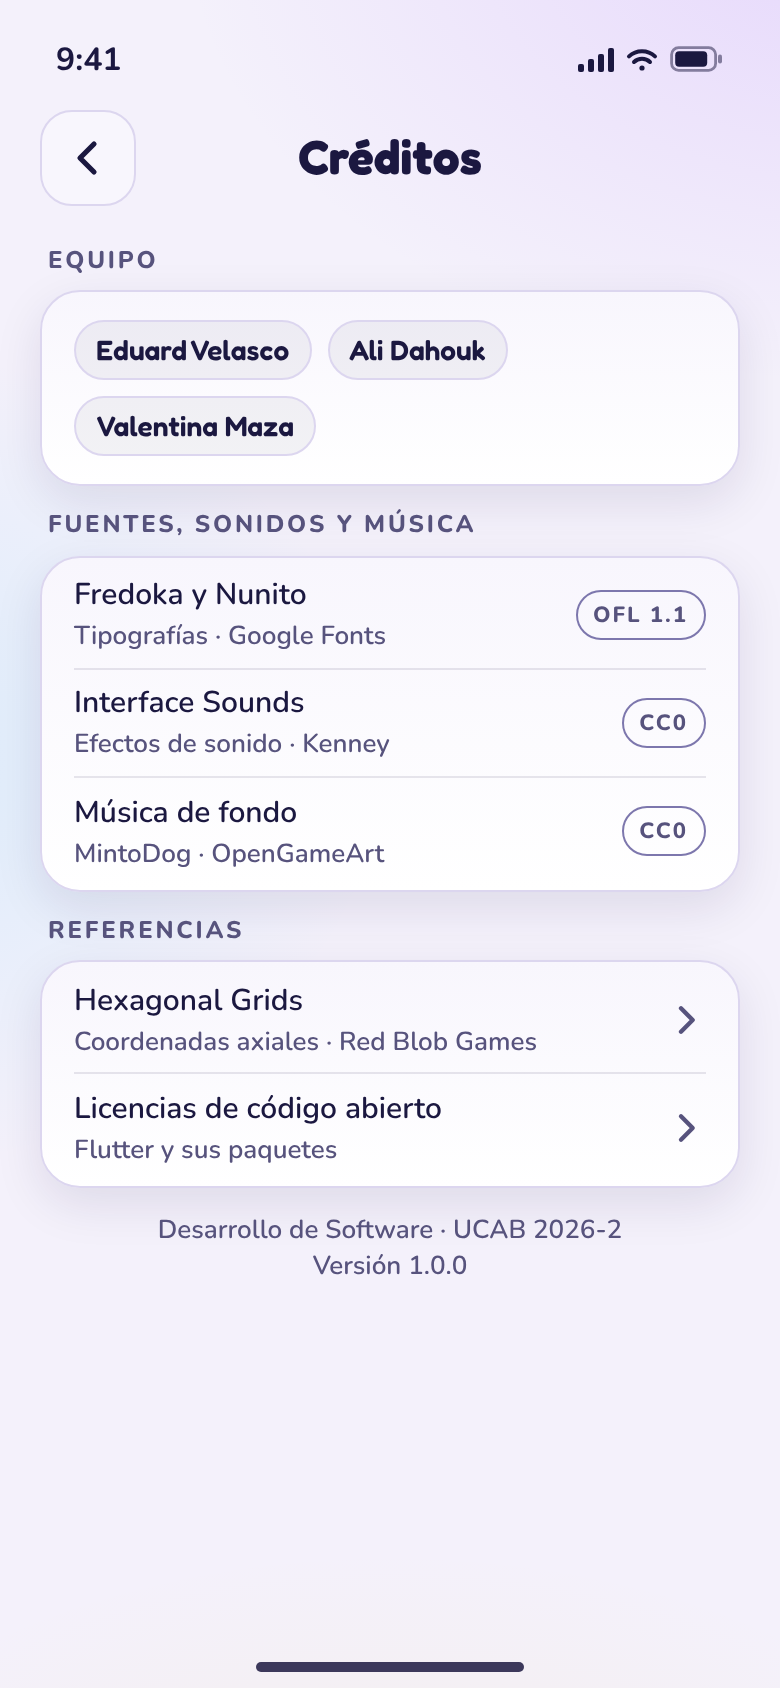 9:41
Créditos
EQUIPO
Eduard Velasco
Ali Dahouk
Valentina Maza
FUENTES, SONIDOS Y MÚSICA
Fredoka y Nunito
Tipografías · Google Fonts
OFL 1.1
Interface Sounds
Efectos de sonido · Kenney
CC0
Música de fondo
MintoDog · OpenGameArt
CC0
REFERENCIAS
Hexagonal Grids
Coordenadas axiales · Red Blob Games
Licencias de código abierto
Flutter y sus paquetes
Desarrollo de Software · UCAB 2026-2
Versión 1.0.0